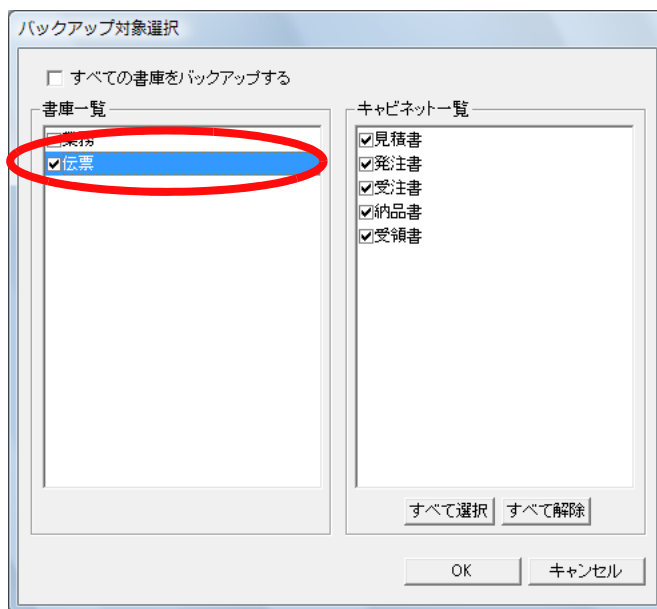 バックアップ対象選択
すべての書庫をバックアップする
書庫一覧
業務
伝票
キャビネット一覧
見積書
発注書
受注書
納品書
受領書
すべて選択
すべて解除
OK
キャンセル